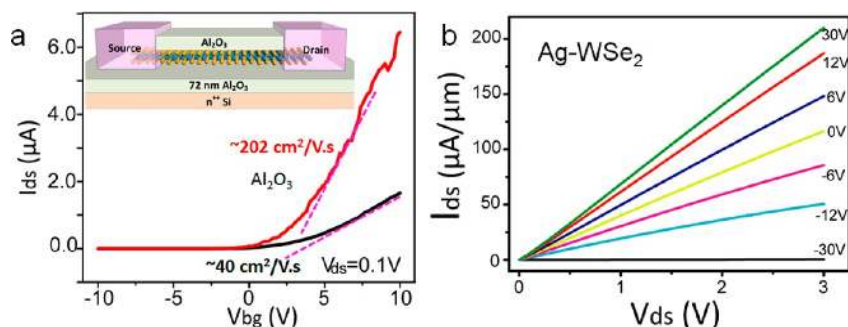 a
Source
Al₂O₃
Drain
72 nm Al₂O₃
n⁺⁺ Si
6.0
4.0
2.0
0.0
Ids (μA)
~202 cm²/V.s
Al₂O₃
~40 cm²/V.s
Vds=0.1V
-10
-5
0
5
10
Vbg (V)
b
Ag-WSe₂
200
150
100
50
0
Ids (μA/μm)
30V
12V
6V
0V
-6V
-12V
-30V
0
1
2
3
Vds (V)